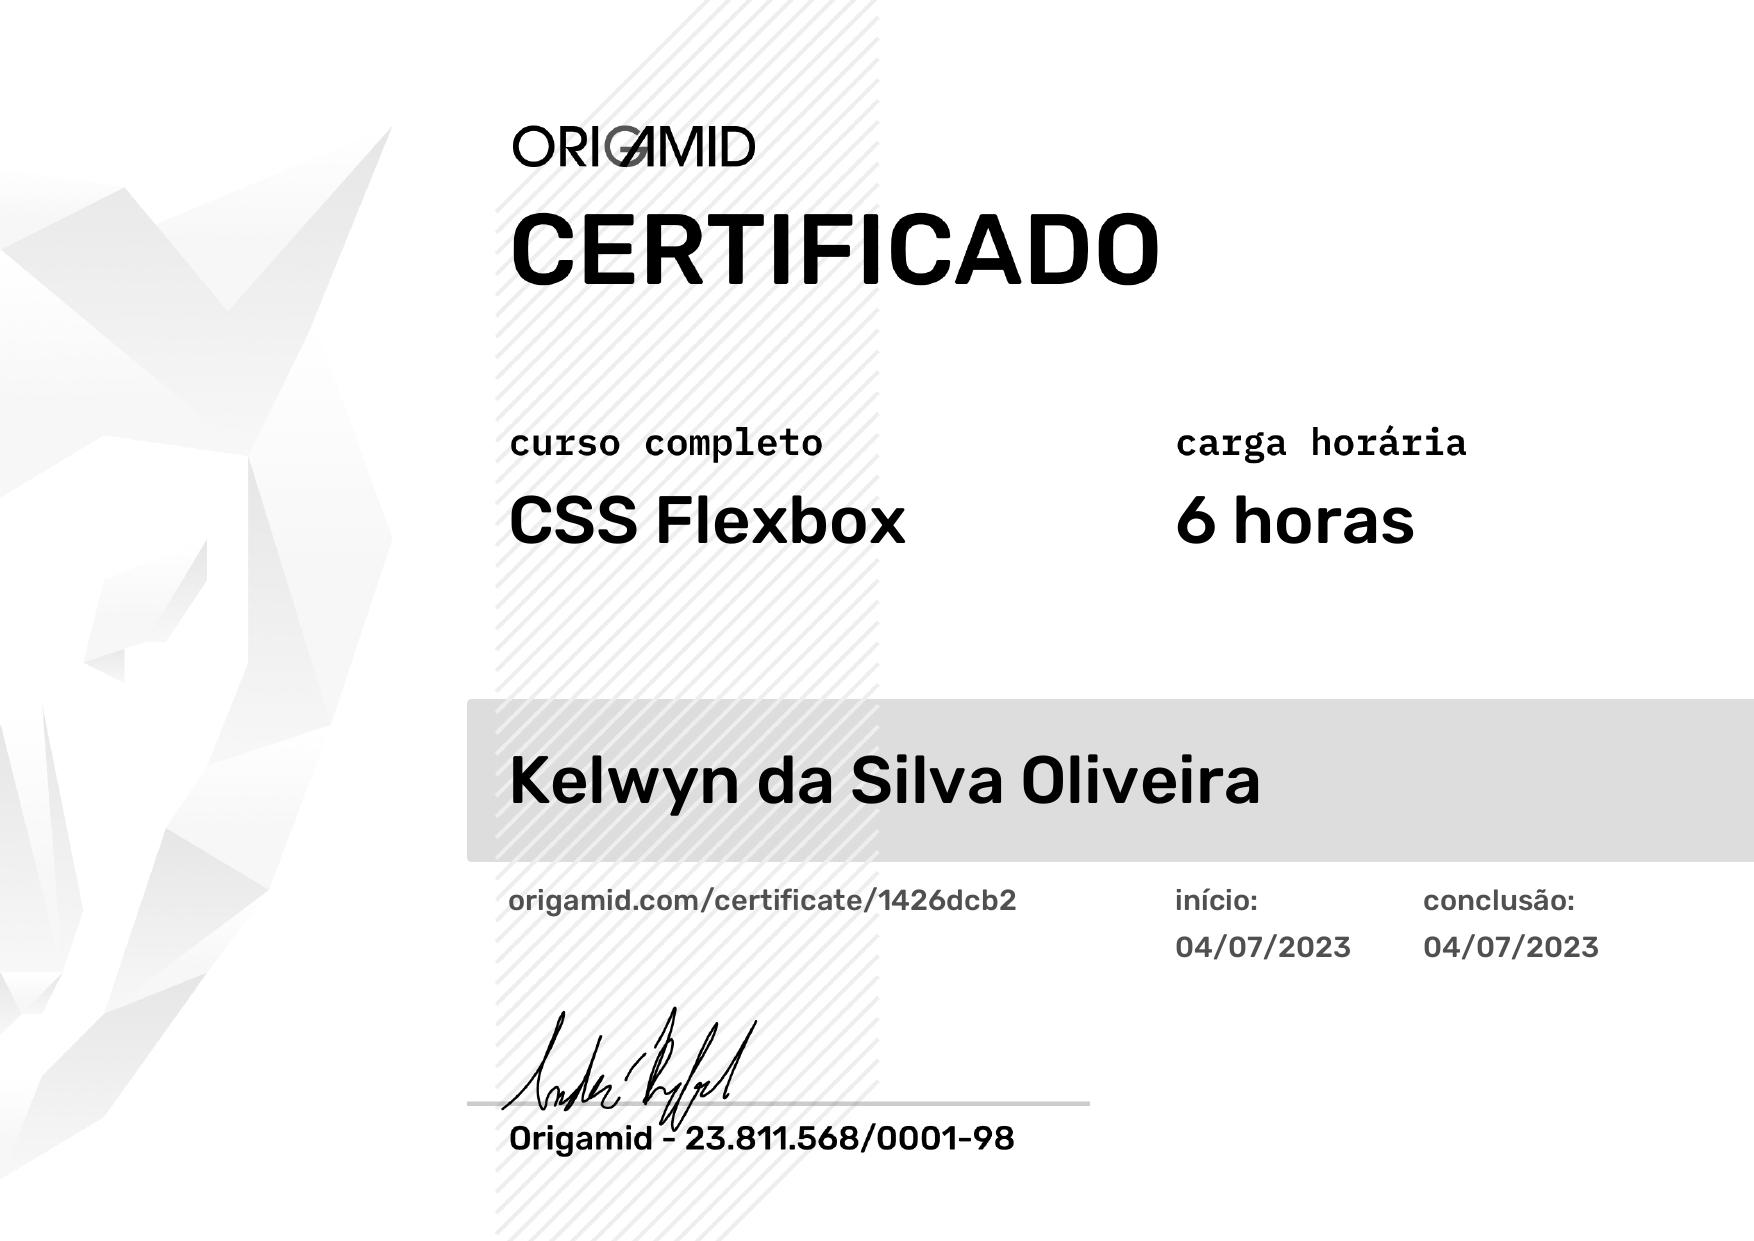 ORIGAMID
CERTIFICADO
curso completo
CSS Flexbox
carga horária
6 horas
Kelwyn da Silva Oliveira
origamid.com/certificate/1426dcb2
início:
04/07/2023
conclusão:
04/07/2023
Origamid - 23.811.568/0001-98